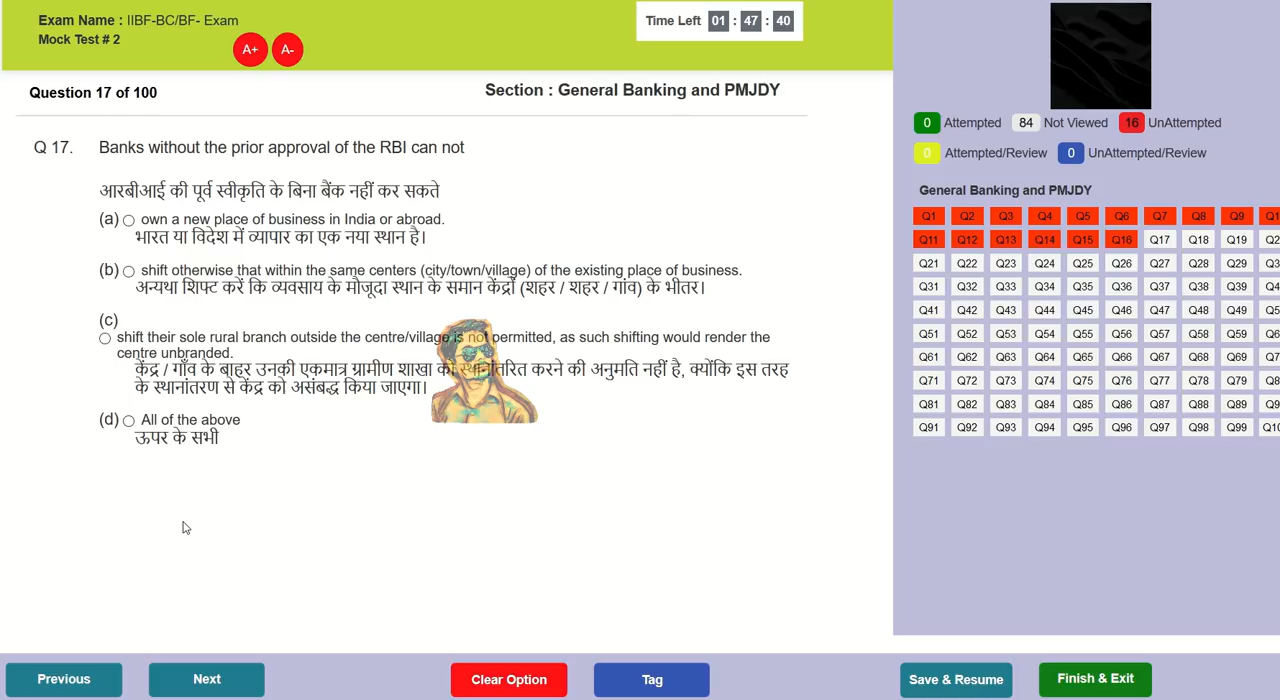 Exam Name : IIBF-BC/BF- Exam
Mock Test # 2
A+ A-
Time Left 01 : 47 : 40
Question 17 of 100
Section : General Banking and PMJDY
Q 17. Banks without the prior approval of the RBI can not
आरबीआई की पूर्व स्वीकृति के बिना बैंक नहीं कर सकते
(a) own a new place of business in India or abroad.
भारत या विदेश में व्यापार का एक नया स्थान है।
(b) shift otherwise that within the same centers (city/town/village) of the existing place of business.
अन्यथा शिफ्ट करें कि व्यवसाय के मौजूदा स्थान के समान केंद्रों (शहर / शहर / गांव) के भीतर।
(c)
shift their sole rural branch outside the centre/village is not permitted, as such shifting would render the
centre unbranded.
केंद्र / गाँव के बाहर उनकी एकमात्र ग्रामीण शाखा को स्थानांतरित करने की अनुमति नहीं है, क्योंकि इस तरह
के स्थानांतरण से केंद्र को असंबद्ध किया जाएगा।
(d) All of the above
ऊपर के सभी
0 Attempted 84 Not Viewed 16 UnAttempted
0 Attempted/Review 0 UnAttempted/Review
General Banking and PMJDY
Q1 Q2 Q3 Q4 Q5 Q6 Q7 Q8 Q9
Q11 Q12 Q13 Q14 Q15 Q16 Q17 Q18 Q19
Q21 Q22 Q23 Q24 Q25 Q26 Q27 Q28 Q29
Q31 Q32 Q33 Q34 Q35 Q36 Q37 Q38 Q39
Q41 Q42 Q43 Q44 Q45 Q46 Q47 Q48 Q49
Q51 Q52 Q53 Q54 Q55 Q56 Q57 Q58 Q59
Q61 Q62 Q63 Q64 Q65 Q66 Q67 Q68 Q69
Q71 Q72 Q73 Q74 Q75 Q76 Q77 Q78 Q79
Q81 Q82 Q83 Q84 Q85 Q86 Q87 Q88 Q89
Q91 Q92 Q93 Q94 Q95 Q96 Q97 Q98 Q99
Previous Next Clear Option Tag Save & Resume Finish & Exit